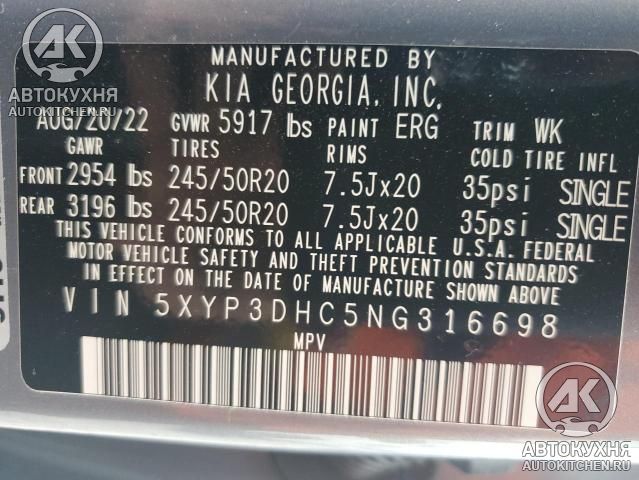 MANUFACTURED BY
KIA GEORGIA, INC.
AUG/20/22 GVWR 5917 lbs PAINT ERG TRIM WK
GAWR TIRES RIMS COLD TIRE INFL
FRONT 2954 lbs 245/50R20 7.5Jx20 35psi SINGLE
REAR 3196 lbs 245/50R20 7.5Jx20 35psi SINGLE
THIS VEHICLE CONFORMS TO ALL APPLICABLE U.S.A. FEDERAL
MOTOR VEHICLE SAFETY AND THEFT PREVENTION STANDARDS
IN EFFECT ON THE DATE OF MANUFACTURE SHOWN ABOVE.
VIN 5XYP3DHC5NG316698
MPV
AK
АВТОКУХНЯ
AUTOKITCHEN.RU
AK
АВТОКУХНЯ
AUTOKITCHEN.RU